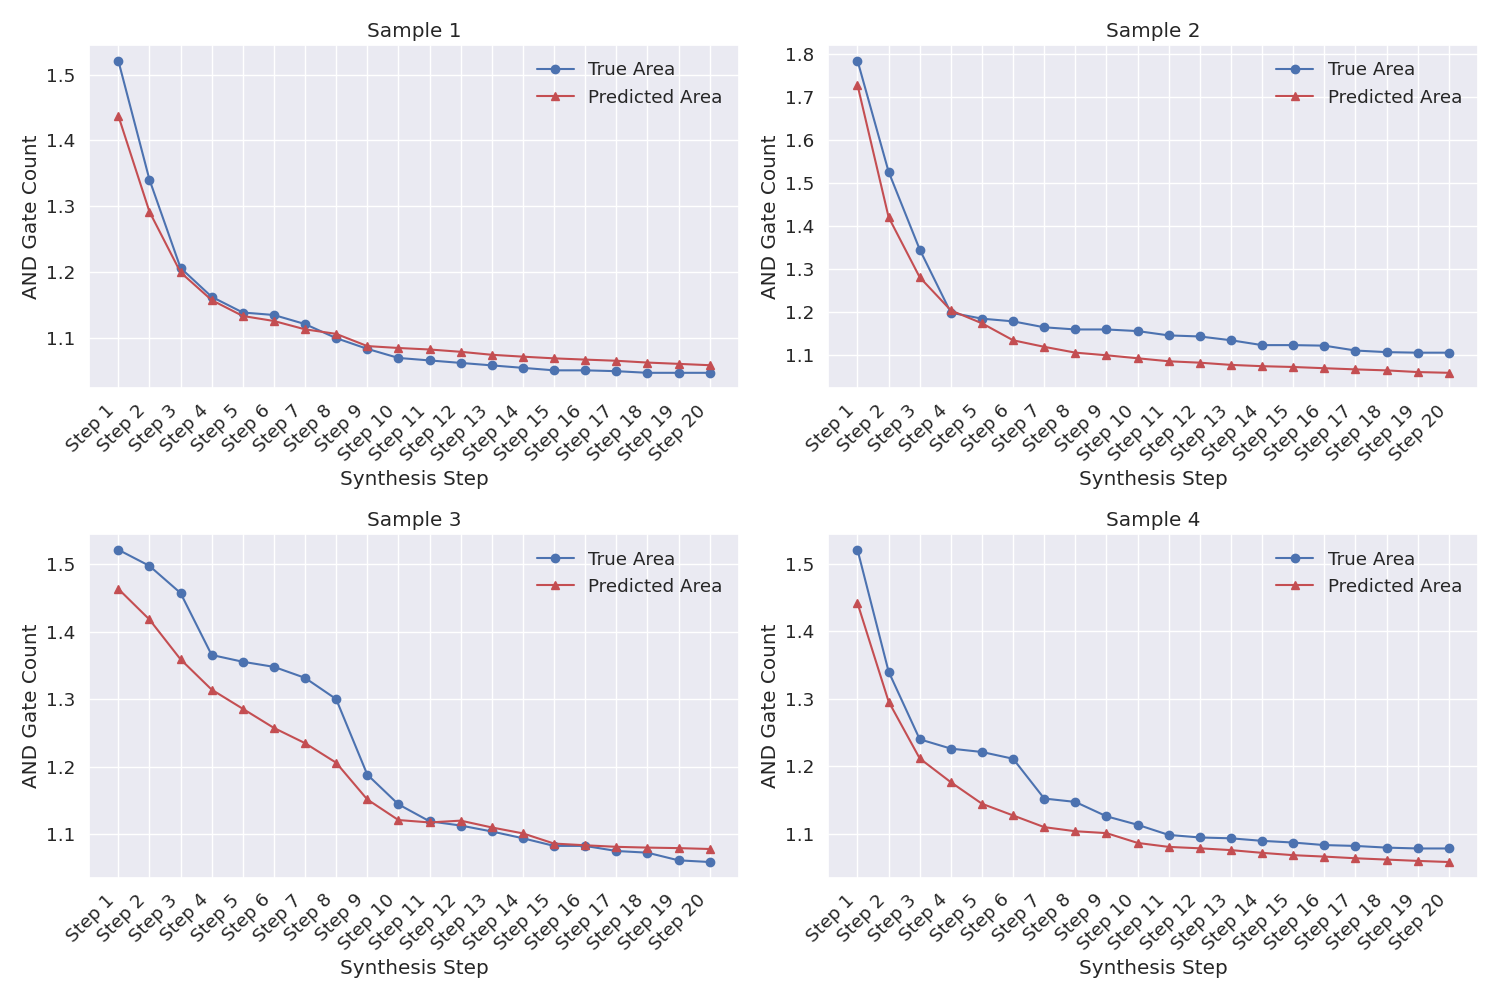 Sample 1
AND Gate Count
1.5
1.4
1.3
1.2
1.1
True Area
Predicted Area
Step 1
Step 2
Step 3
Step 4
Step 5
Step 6
Step 7
Step 8
Step 9
Step 10
Step 11
Step 12
Step 13
Step 14
Step 15
Step 16
Step 17
Step 18
Step 19
Step 20
Synthesis Step
Sample 2
AND Gate Count
1.8
1.7
1.6
1.5
1.4
1.3
1.2
1.1
True Area
Predicted Area
Step 1
Step 2
Step 3
Step 4
Step 5
Step 6
Step 7
Step 8
Step 9
Step 10
Step 11
Step 12
Step 13
Step 14
Step 15
Step 16
Step 17
Step 18
Step 19
Step 20
Synthesis Step
Sample 3
AND Gate Count
1.5
1.4
1.3
1.2
1.1
True Area
Predicted Area
Step 1
Step 2
Step 3
Step 4
Step 5
Step 6
Step 7
Step 8
Step 9
Step 10
Step 11
Step 12
Step 13
Step 14
Step 15
Step 16
Step 17
Step 18
Step 19
Step 20
Synthesis Step
Sample 4
AND Gate Count
1.5
1.4
1.3
1.2
1.1
True Area
Predicted Area
Step 1
Step 2
Step 3
Step 4
Step 5
Step 6
Step 7
Step 8
Step 9
Step 10
Step 11
Step 12
Step 13
Step 14
Step 15
Step 16
Step 17
Step 18
Step 19
Step 20
Synthesis Step